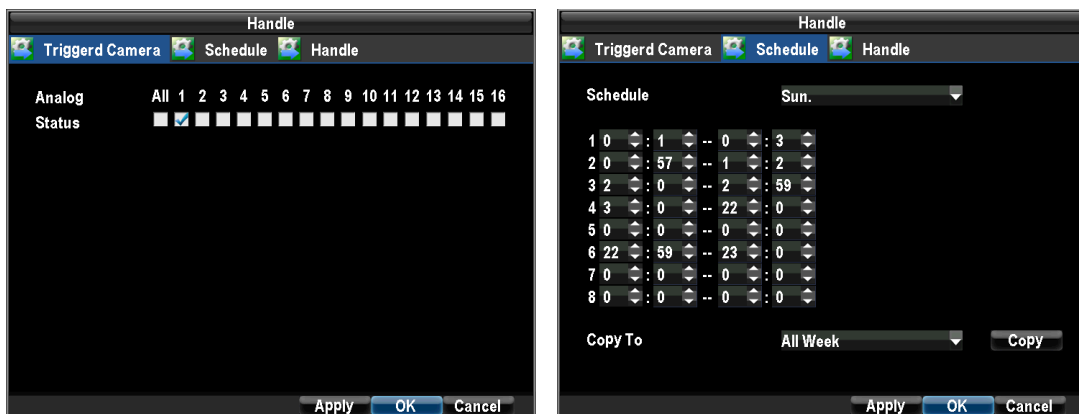 Handle
Triggerd Camera Schedule Handle
Analog All 1 2 3 4 5 6 7 8 9 10 11 12 13 14 15 16
Status
Apply OK Cancel
Handle
Triggerd Camera Schedule Handle
Schedule Sun.
1 0 : 1 -- 0 : 3
2 0 : 57 -- 1 : 2
3 2 : 0 -- 2 : 59
4 3 : 0 -- 22 : 0
5 0 : 0 -- 0 : 0
6 22 : 59 -- 23 : 0
7 0 : 0 -- 0 : 0
8 0 : 0 -- 0 : 0
Copy To All Week Copy
Apply OK Cancel